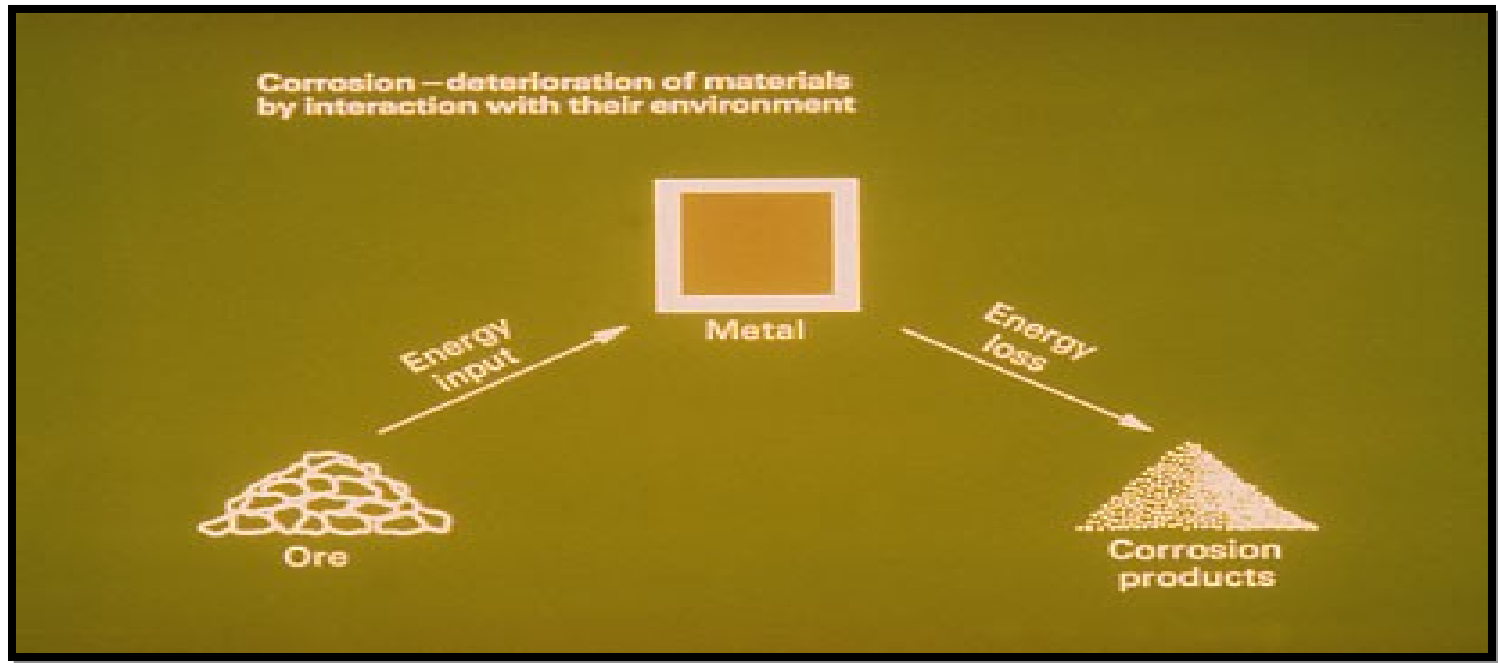 Corrosion – deterioration of materials
by interaction with their environment
Metal
Energy
input
Energy
loss
Ore
Corrosion
products